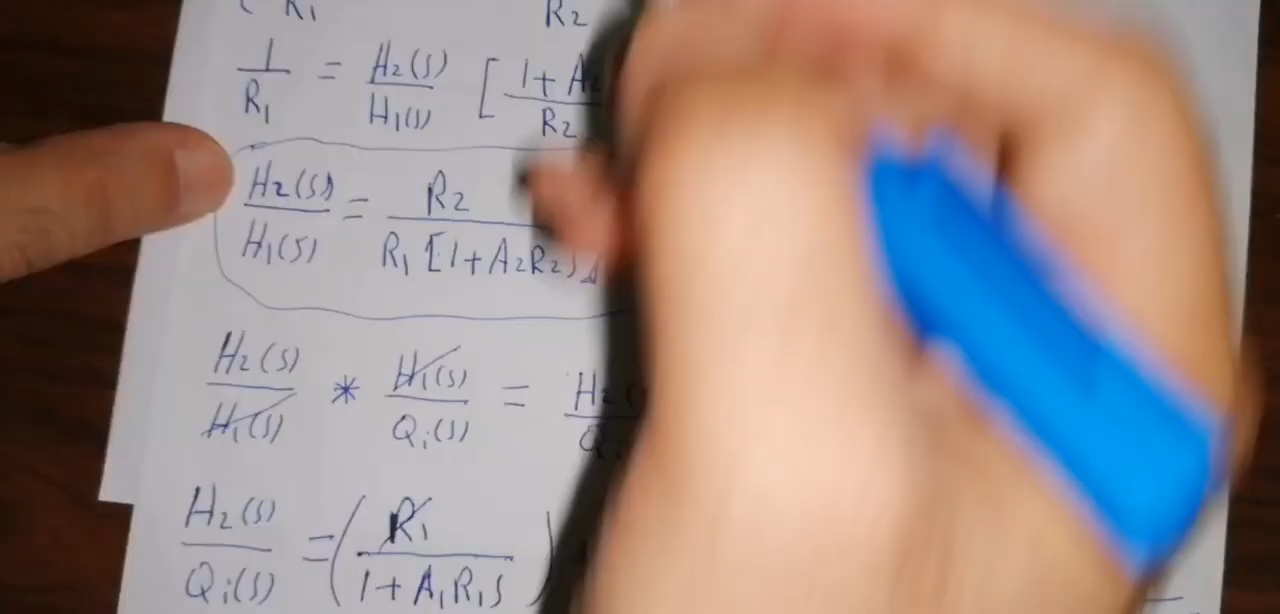 R₁ R₂
1/R₁ = H₂(s)/H₁(s) [ 1 + A / R₂
H₂(s)/H₁(s) = R₂ / R₁ [1 + A₂R₂s
H₂(s)/H₁(s) * H₁(s)/Qᵢ(s) = H₂ / Qᵢ
H₂(s)/Qᵢ(s) = ( R₁ / 1 + A₁R₁s )